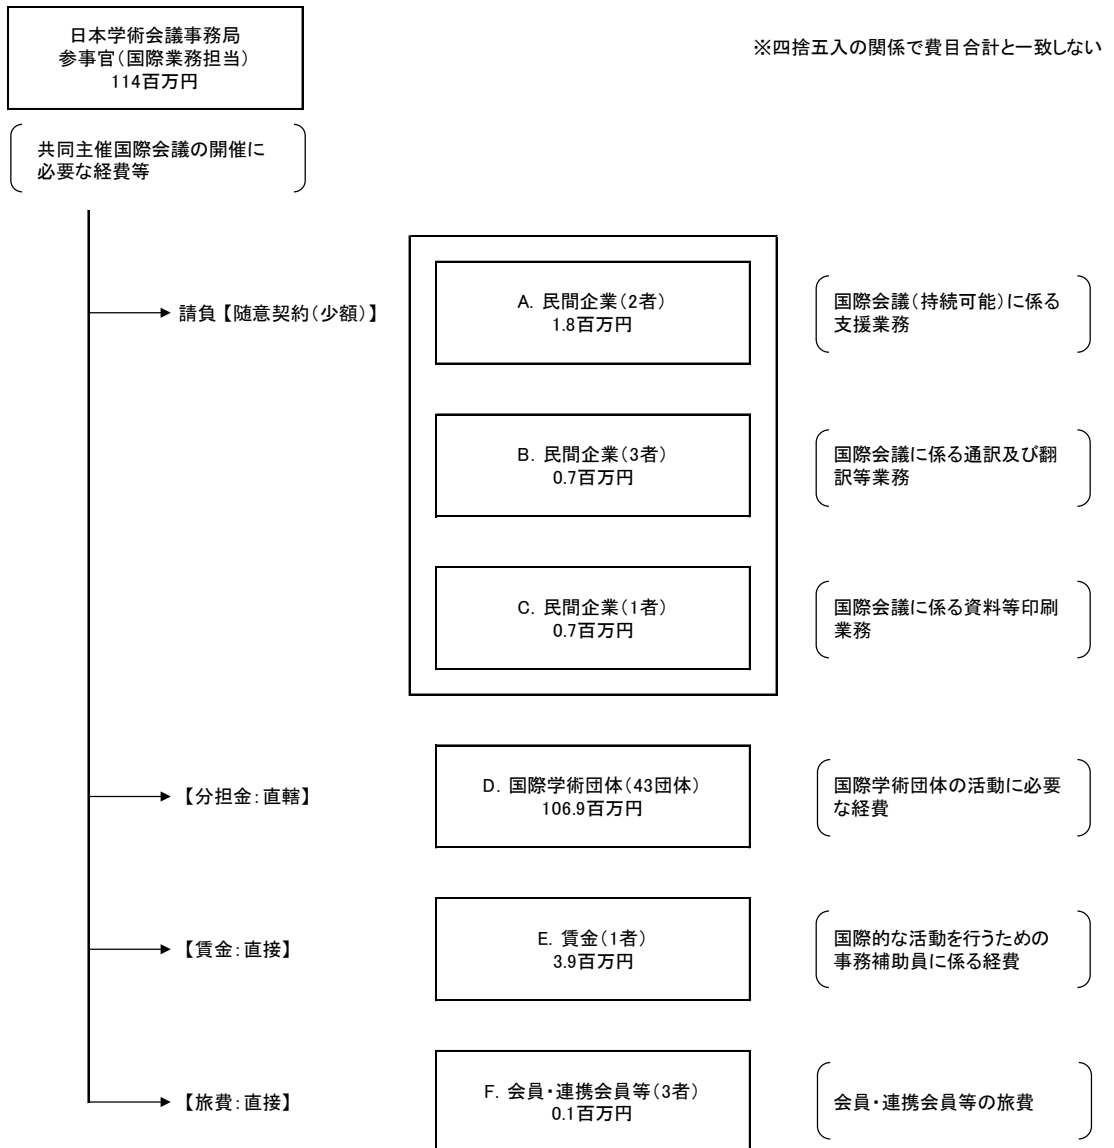 日本学術会議事務局
参事官(国際業務担当)
114百万円
※四捨五入の関係で費目合計と一致しない
共同主催国際会議の開催に
必要な経費等
請負【随意契約(少額)】
A. 民間企業(2者)
1.8百万円
国際会議(持続可能)に係る
支援業務
B. 民間企業(3者)
0.7百万円
国際会議に係る通訳及び翻
訳等業務
C. 民間企業(1者)
0.7百万円
国際会議に係る資料等印刷
業務
【分担金:直轄】
D. 国際学術団体(43団体)
106.9百万円
国際学術団体の活動に必要
な経費
【賃金:直接】
E. 賃金(1者)
3.9百万円
国際的な活動を行うための
事務補助員に係る経費
【旅費:直接】
F. 会員・連携会員等(3者)
0.1百万円
会員・連携会員等の旅費